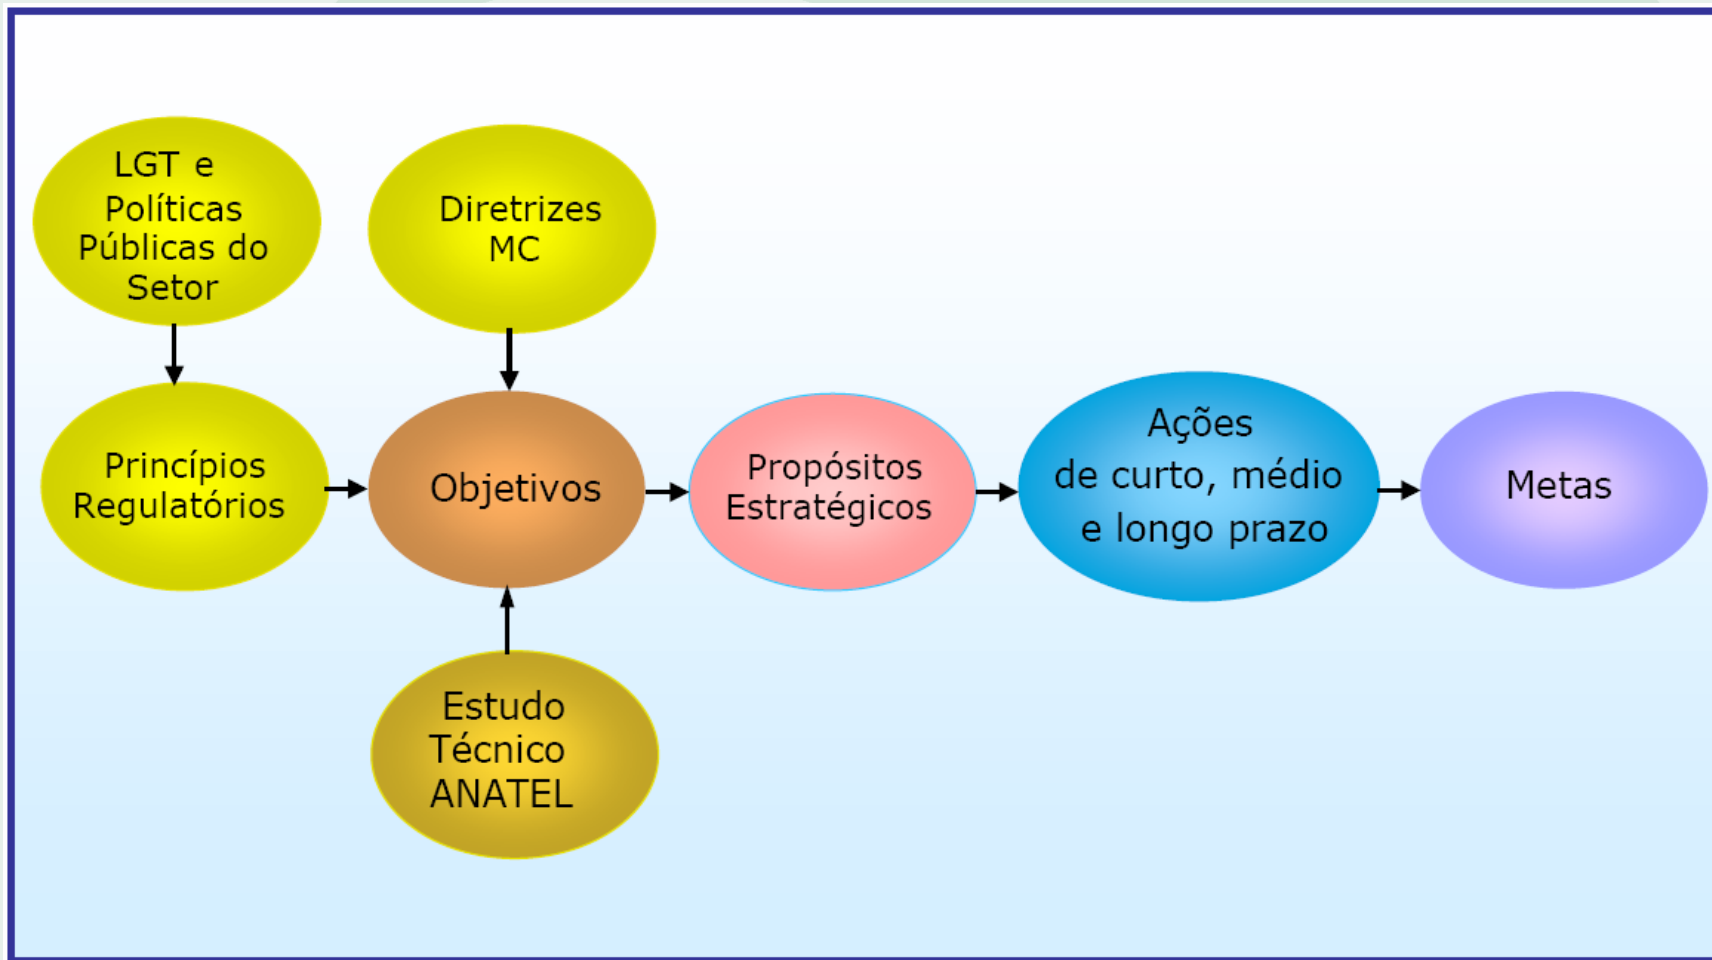 LGT e
Políticas
Públicas do
Setor
Diretrizes
MC
Princípios
Regulatórios
Objetivos
Propósitos
Estratégicos
Ações
de curto, médio
e longo prazo
Metas
Estudo
Técnico
ANATEL